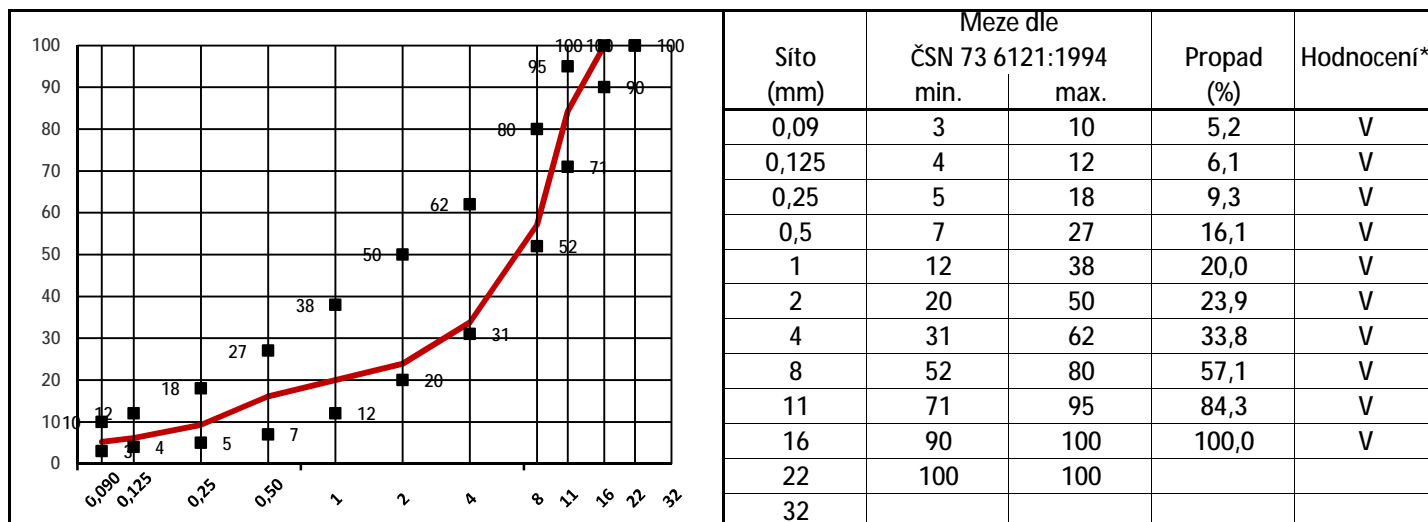 100
90
80
70
60
50
40
30
20
10
0
10 12 18 27 38 50 62 80 95 100 100 100
3 4 5 7 12 20 31 52 71 90
0,090 0,125 0,25 0,50 1 2 4 8 11 16 22 32
Meze dle
Síto ČSN 73 6121:1994 Propad Hodnocení*
(mm) min. max. (%)
0,09 3 10 5,2 V
0,125 4 12 6,1 V
0,25 5 18 9,3 V
0,5 7 27 16,1 V
1 12 38 20,0 V
2 20 50 23,9 V
4 31 62 33,8 V
8 52 80 57,1 V
11 71 95 84,3 V
16 90 100 100,0 V
22 100 100
32